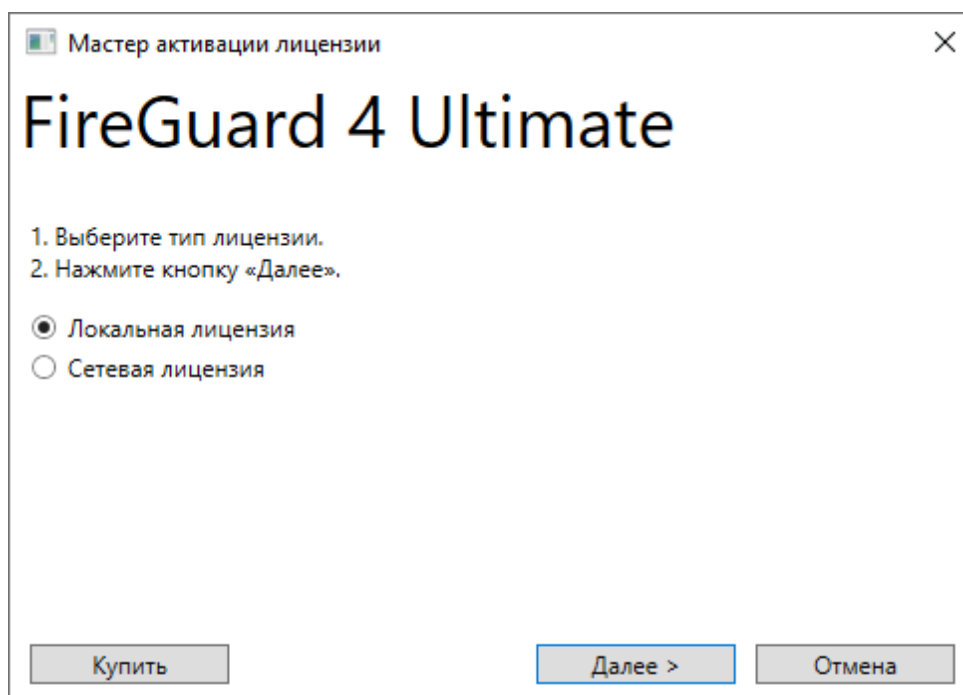 Мастер активации лицензии
FireGuard 4 Ultimate
1. Выберите тип лицензии.
2. Нажмите кнопку «Далее».
Локальная лицензия
Сетевая лицензия
Купить
Далее >
Отмена